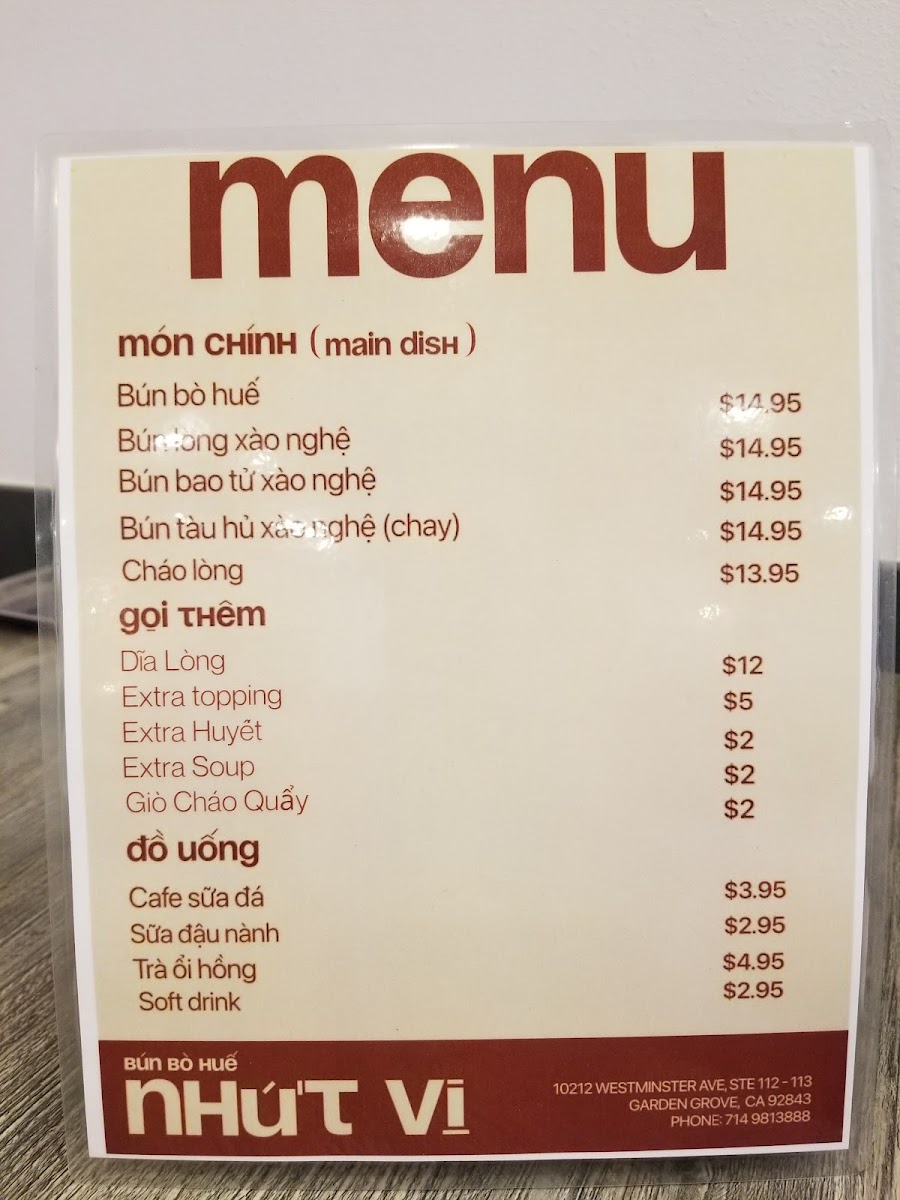 menu
món chính (main dish)
Bún bò huế $14.95
Bún lòng xào nghệ $14.95
Bún bao tử xào nghệ $14.95
Bún tàu hủ xào nghệ (chay) $14.95
Cháo lòng $13.95
gọi thêm
Dĩa Lòng $12
Extra topping $5
Extra Huyết $2
Extra Soup $2
Giò Cháo Quẩy $2
đồ uống
Cafe sữa đá $3.95
Sữa đậu nành $2.95
Trà ổi hồng $4.95
Soft drink $2.95
BÚN BÒ HUẾ
NHỨT VỊ
10212 WESTMINSTER AVE, STE 112 - 113
GARDEN GROVE, CA 92843
PHONE: 714 9813888